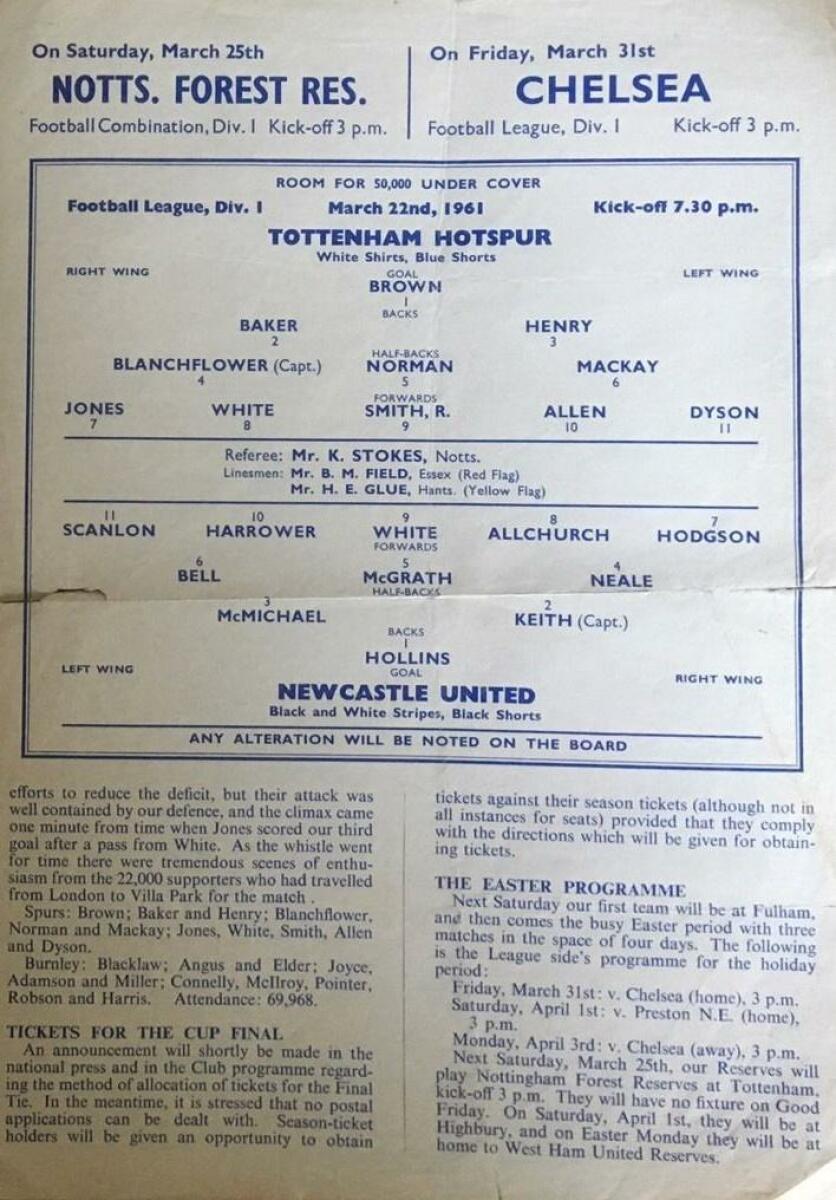 On Saturday, March 25th
NOTTS. FOREST RES.
Football Combination, Div. 1 Kick-off 3 p.m.
On Friday, March 31st
CHELSEA
Football League, Div. 1 Kick-off 3 p.m.
ROOM FOR 50,000 UNDER COVER
Football League, Div. 1 March 22nd, 1961 Kick-off 7.30 p.m.
TOTTENHAM HOTSPUR
White Shirts, Blue Shorts
RIGHT WING GOAL LEFT WING
BROWN
1
BACKS
BAKER HENRY
2 3
HALF-BACKS
BLANCHFLOWER (Capt.) NORMAN MACKAY
4 5 6
FORWARDS
JONES WHITE SMITH, R. ALLEN DYSON
7 8 9 10 11
Referee: Mr. K. STOKES, Notts.
Linesmen: Mr. B. M. FIELD, Essex (Red Flag)
Mr. H. E. GLUE, Hants. (Yellow Flag)
11 10 9 8 7
SCANLON HARROWER WHITE ALLCHURCH HODGSON
FORWARDS
6 5 4
BELL McGRATH NEALE
HALF-BACKS
3 2
McMICHAEL KEITH (Capt.)
BACKS
1
HOLLINS
LEFT WING GOAL RIGHT WING
NEWCASTLE UNITED
Black and White Stripes, Black Shorts
ANY ALTERATION WILL BE NOTED ON THE BOARD
efforts to reduce the deficit, but their attack was
well contained by our defence, and the climax came
one minute from time when Jones scored our third
goal after a pass from White. As the whistle went
for time there were tremendous scenes of enthu-
siasm from the 22,000 supporters who had travelled
from London to Villa Park for the match .
Spurs: Brown; Baker and Henry; Blanchflower,
Norman and Mackay; Jones, White, Smith, Allen
and Dyson.
Burnley: Blacklaw; Angus and Elder; Joyce,
Adamson and Miller; Connelly, McIlroy, Pointer,
Robson and Harris. Attendance: 69,968.
TICKETS FOR THE CUP FINAL
An announcement will shortly be made in the
national press and in the Club programme regard-
ing the method of allocation of tickets for the Final
Tie. In the meantime, it is stressed that no postal
applications can be dealt with. Season-ticket
holders will be given an opportunity to obtain
tickets against their season tickets (although not in
all instances for seats) provided that they comply
with the directions which will be given for obtain-
ing tickets.
THE EASTER PROGRAMME
Next Saturday our first team will be at Fulham,
and then comes the busy Easter period with three
matches in the space of four days. The following
is the League side's programme for the holiday
period:
Friday, March 31st: v. Chelsea (home), 3 p.m.
Saturday, April 1st: v. Preston N.E. (home),
3 p.m.
Monday, April 3rd: v. Chelsea (away), 3 p.m.
Next Saturday, March 25th, our Reserves will
play Nottingham Forest Reserves at Tottenham,
kick-off 3 p.m. They will have no fixture on Good
Friday. On Saturday, April 1st, they will be at
Highbury, and on Easter Monday they will be at
home to West Ham United Reserves.